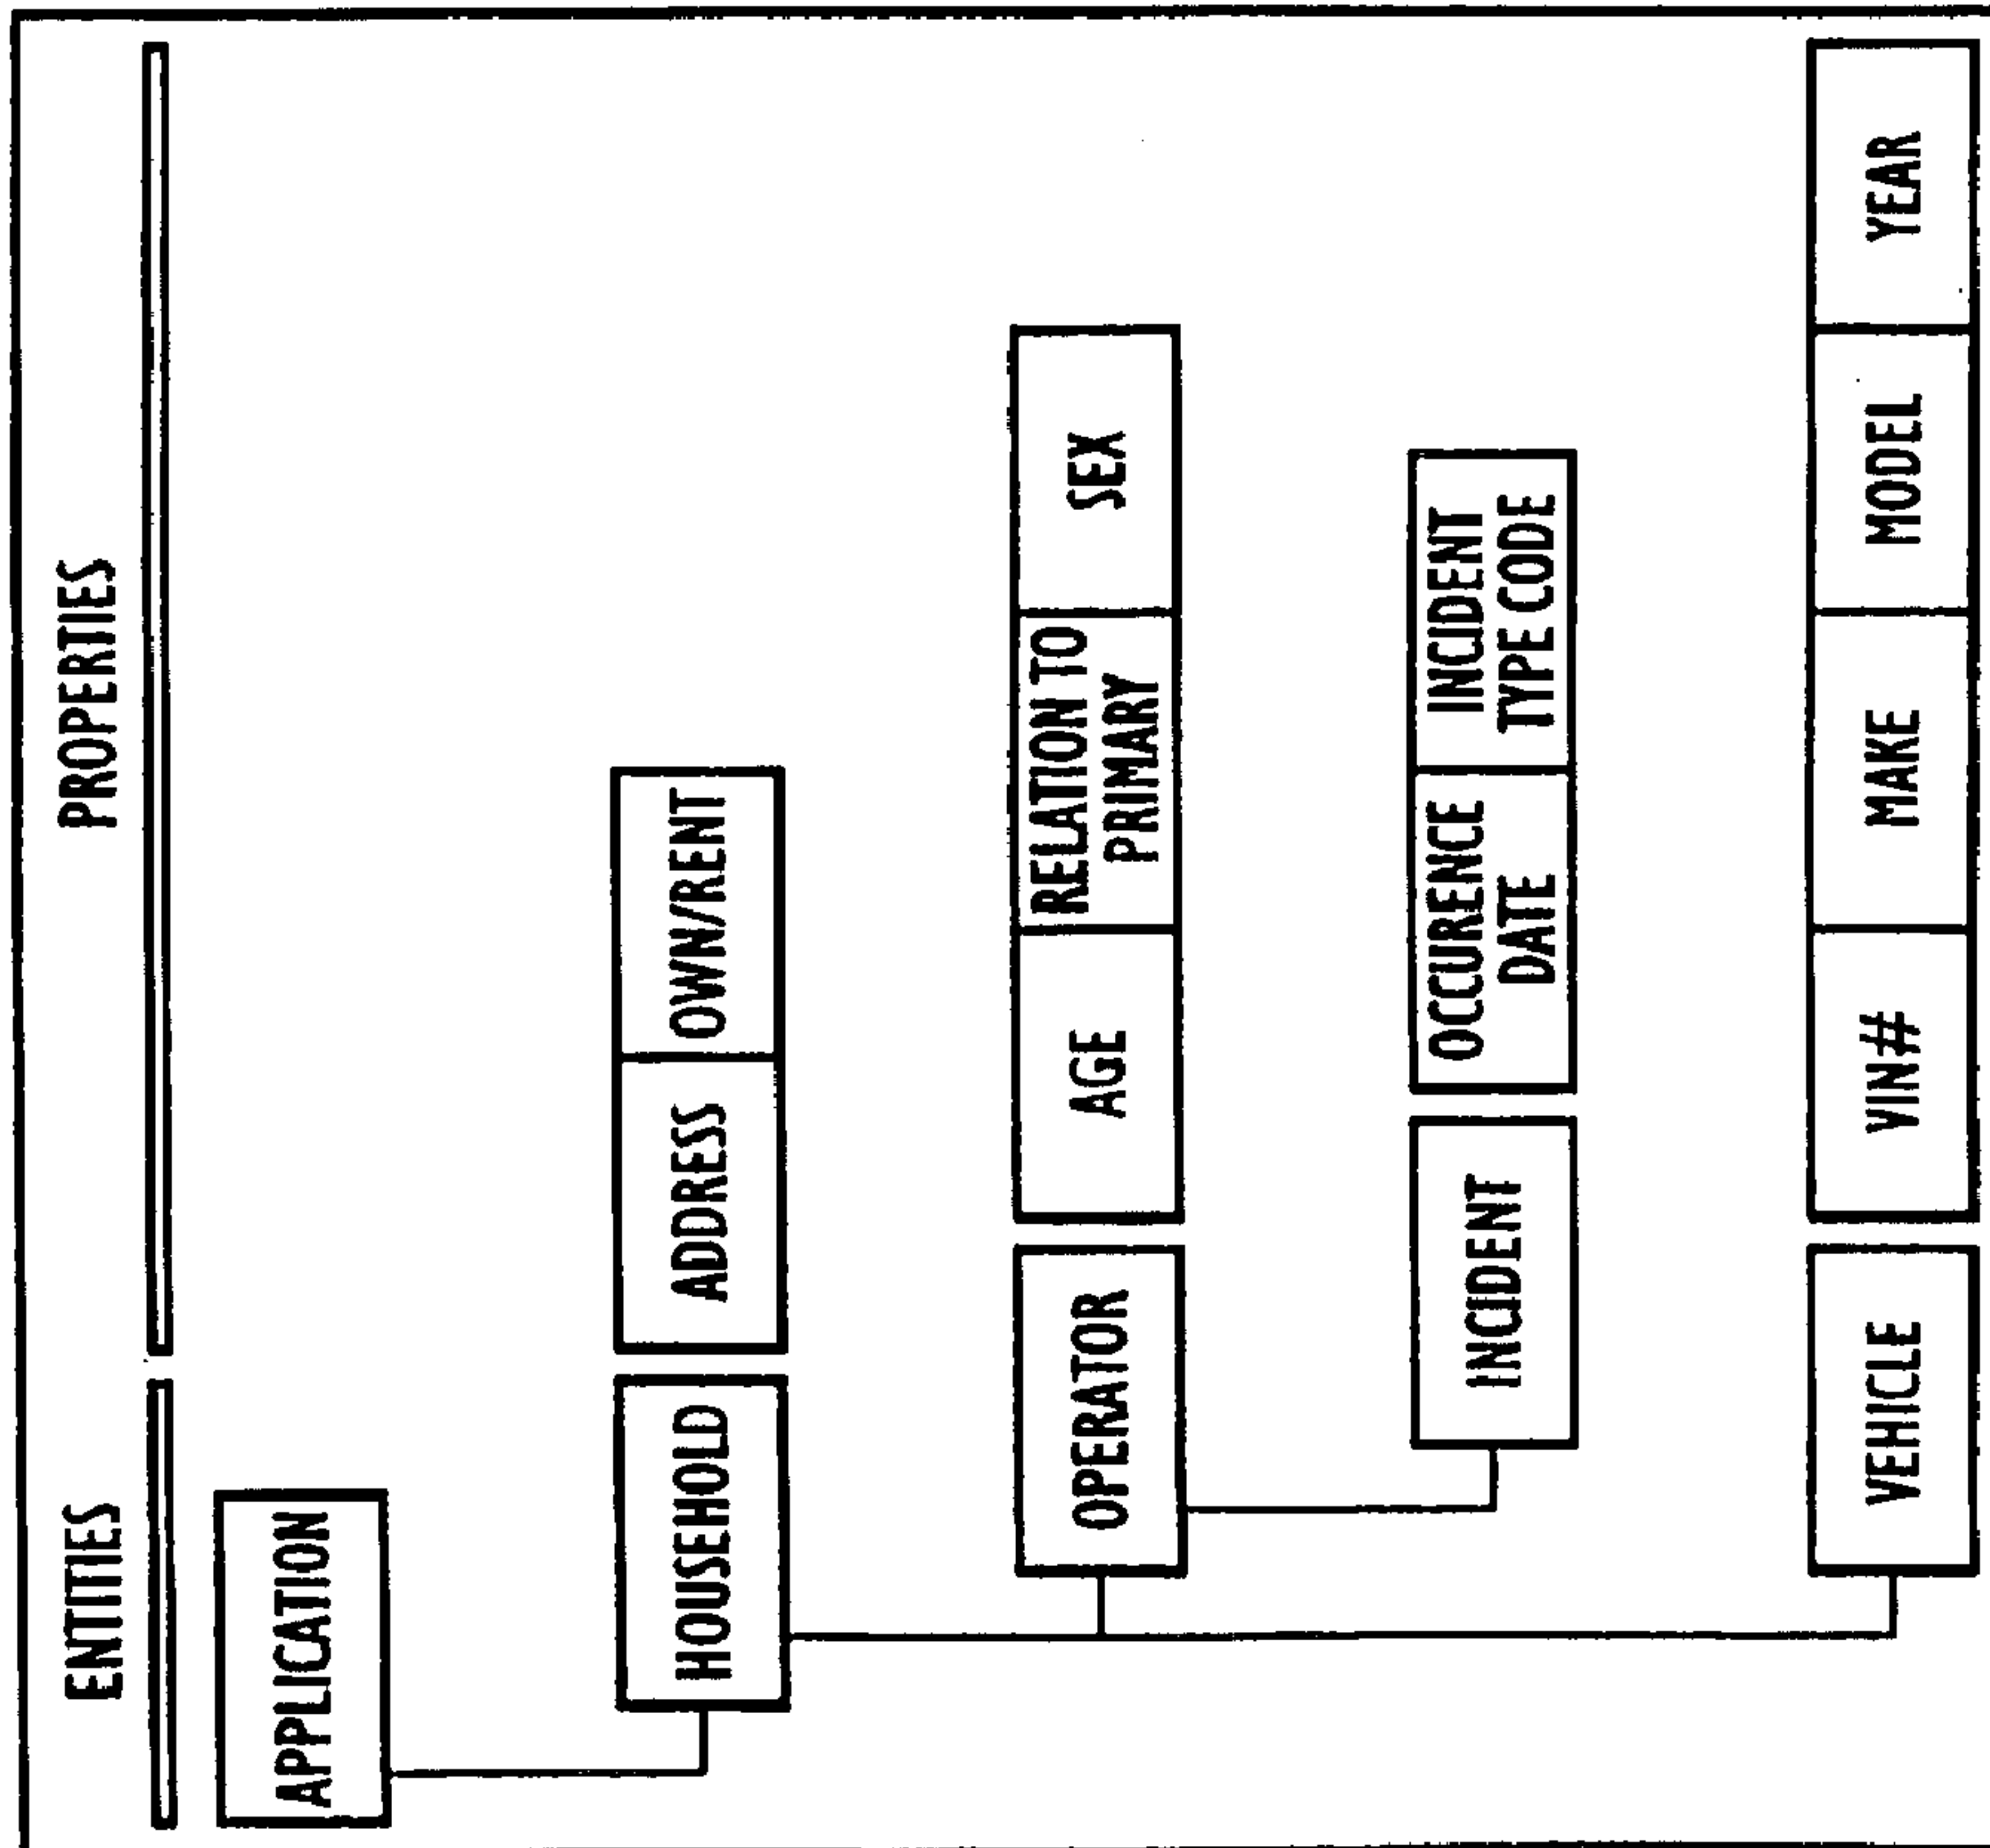 ENTITIES
PROPERTIES
APPLICATION
HOUSEHOLD
ADDRESS
OWN/RENT
OPERATOR
AGE
RELATION TO
PRIMARY
SEX
INCIDENT
OCCURENCE
DATE
INCIDENT
TYPE CODE
VEHICLE
VIN#
MAKE
MODEL
YEAR